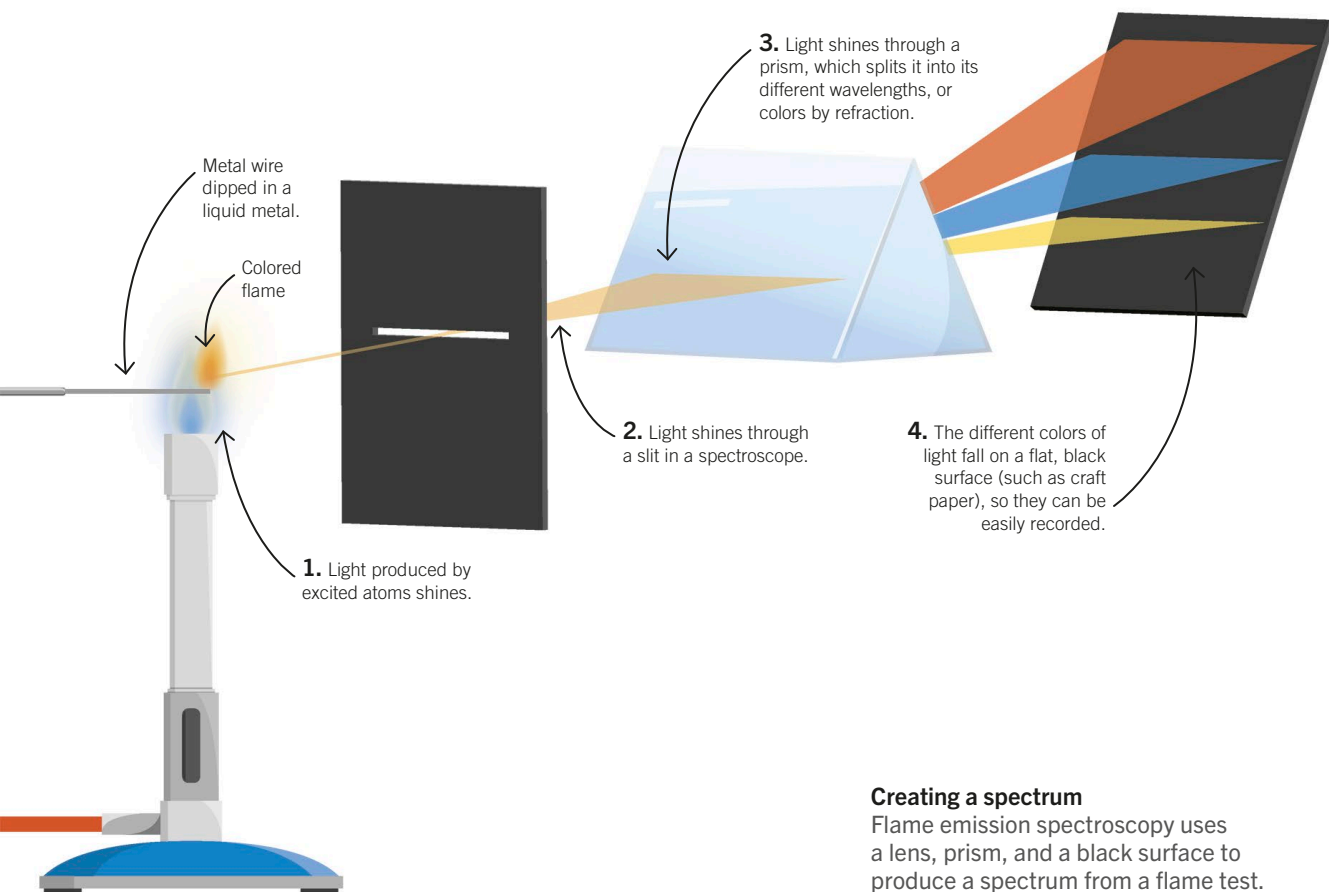 3. Light shines through a
prism, which splits it into its
different wavelengths, or
colors by refraction.
Metal wire
dipped in a
liquid metal.
Colored
flame
2. Light shines through
a slit in a spectroscope.
4. The different colors of
light fall on a flat, black
surface (such as craft
paper), so they can be
easily recorded.
1. Light produced by
excited atoms shines.
Creating a spectrum
Flame emission spectroscopy uses
a lens, prism, and a black surface to
produce a spectrum from a flame test.